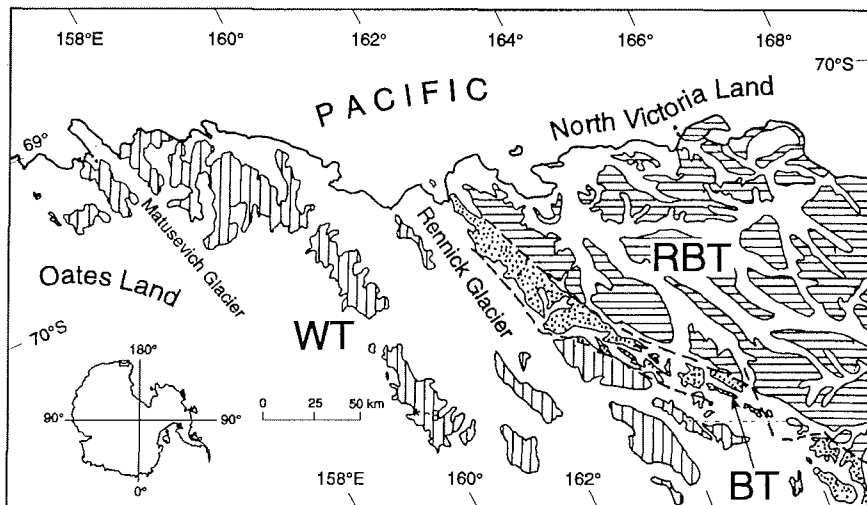 158°E 160° 162 164° 166° 168°
70°S
PACIFIC
North Victoria Land
69°
Matusevich Glacier
Rennick Glacier
RBT
Oates Land
WT
70°S
180°
90° 90°
0°
0 25 50 km
158°E 160° 162°
BT